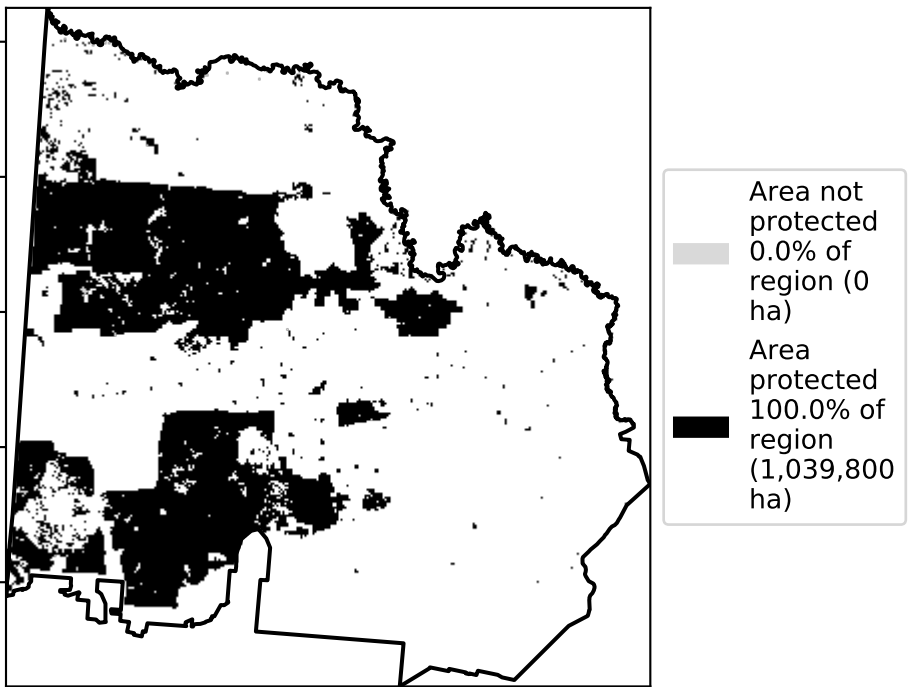 Area not
protected
0.0% of
region (0
ha)
Area
protected
100.0% of
region
(1,039,800
ha)